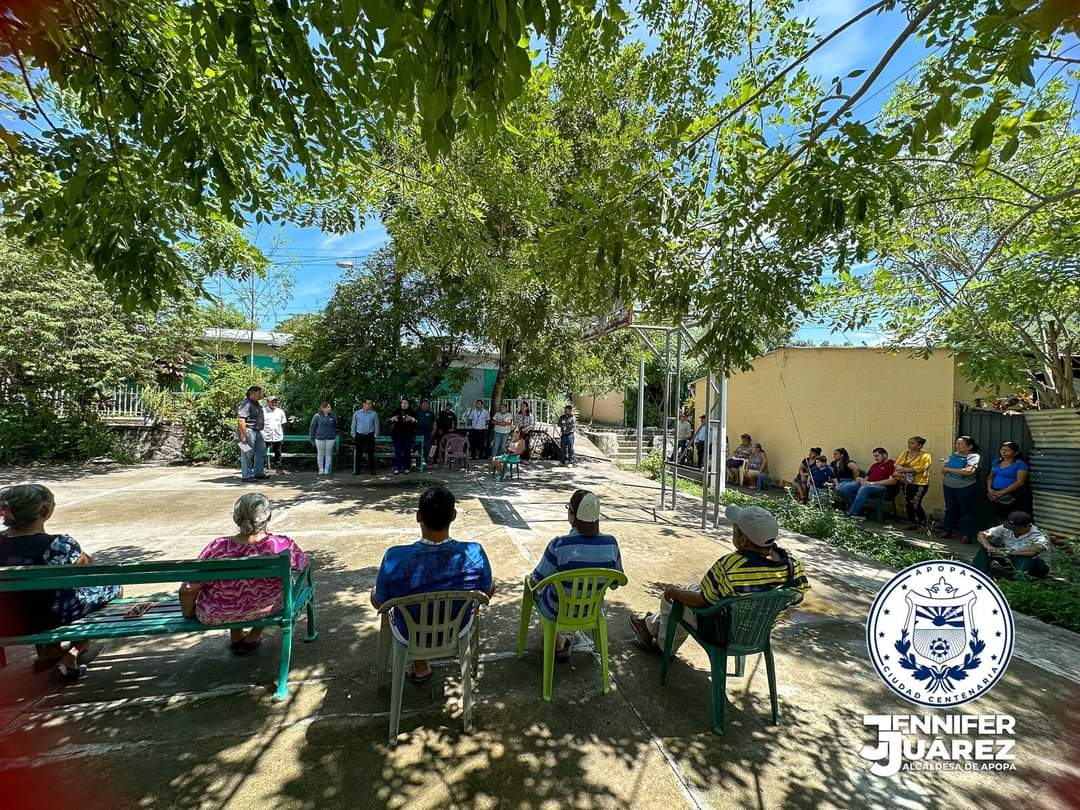 APOPA
CIUDAD CENTENARIA
JENNIFER
JUÁREZ
ALCALDESA DE APOPA